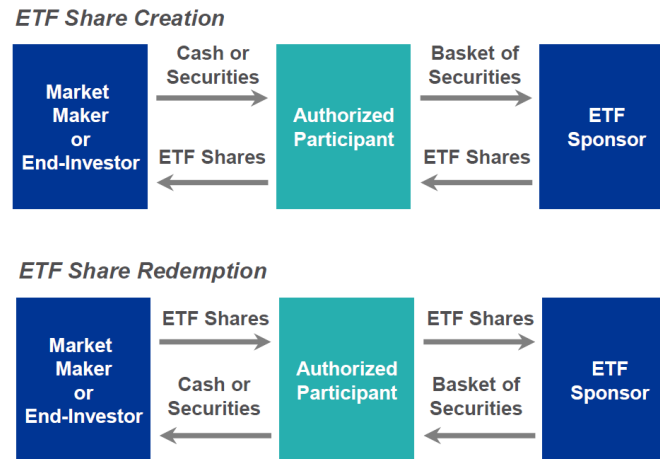 ETF Share Creation
Market
Maker
or
End-Investor
Cash or
Securities
ETF Shares
Authorized
Participant
Basket of
Securities
ETF Shares
ETF
Sponsor
ETF Share Redemption
Market
Maker
or
End-Investor
ETF Shares
Cash or
Securities
Authorized
Participant
ETF Shares
Basket of
Securities
ETF
Sponsor